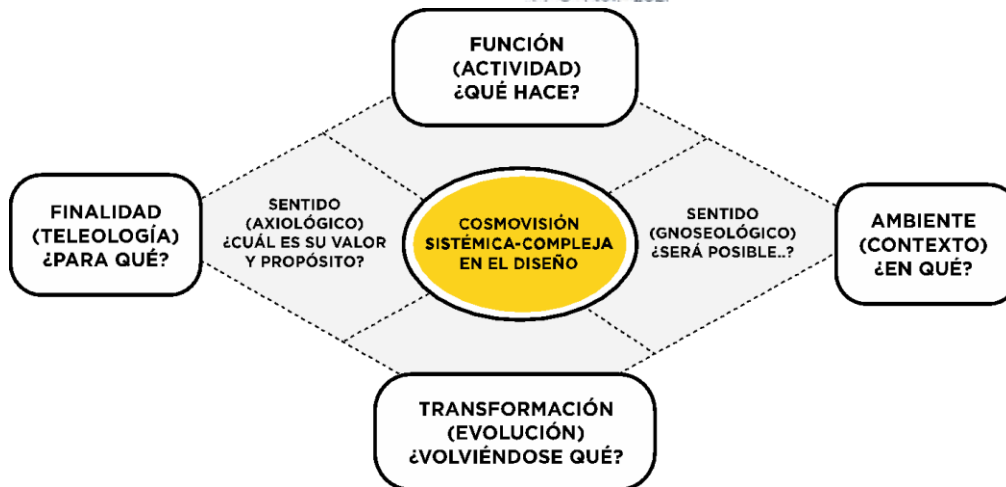 FUNCIÓN
(ACTIVIDAD)
¿QUÉ HACE?
FINALIDAD
(TELEOLOGÍA)
¿PARA QUÉ?
SENTIDO
(AXIOLÓGICO)
¿CUÁL ES SU VALOR
Y PROPÓSITO?
COSMOVISIÓN
SISTÉMICA-COMPLEJA
EN EL DISEÑO
SENTIDO
(GNOSEOLÓGICO)
¿SERÁ POSIBLE..?
AMBIENTE
(CONTEXTO)
¿EN QUÉ?
TRANSFORMACIÓN
(EVOLUCIÓN)
¿VOLVIÉNDOSE QUÉ?